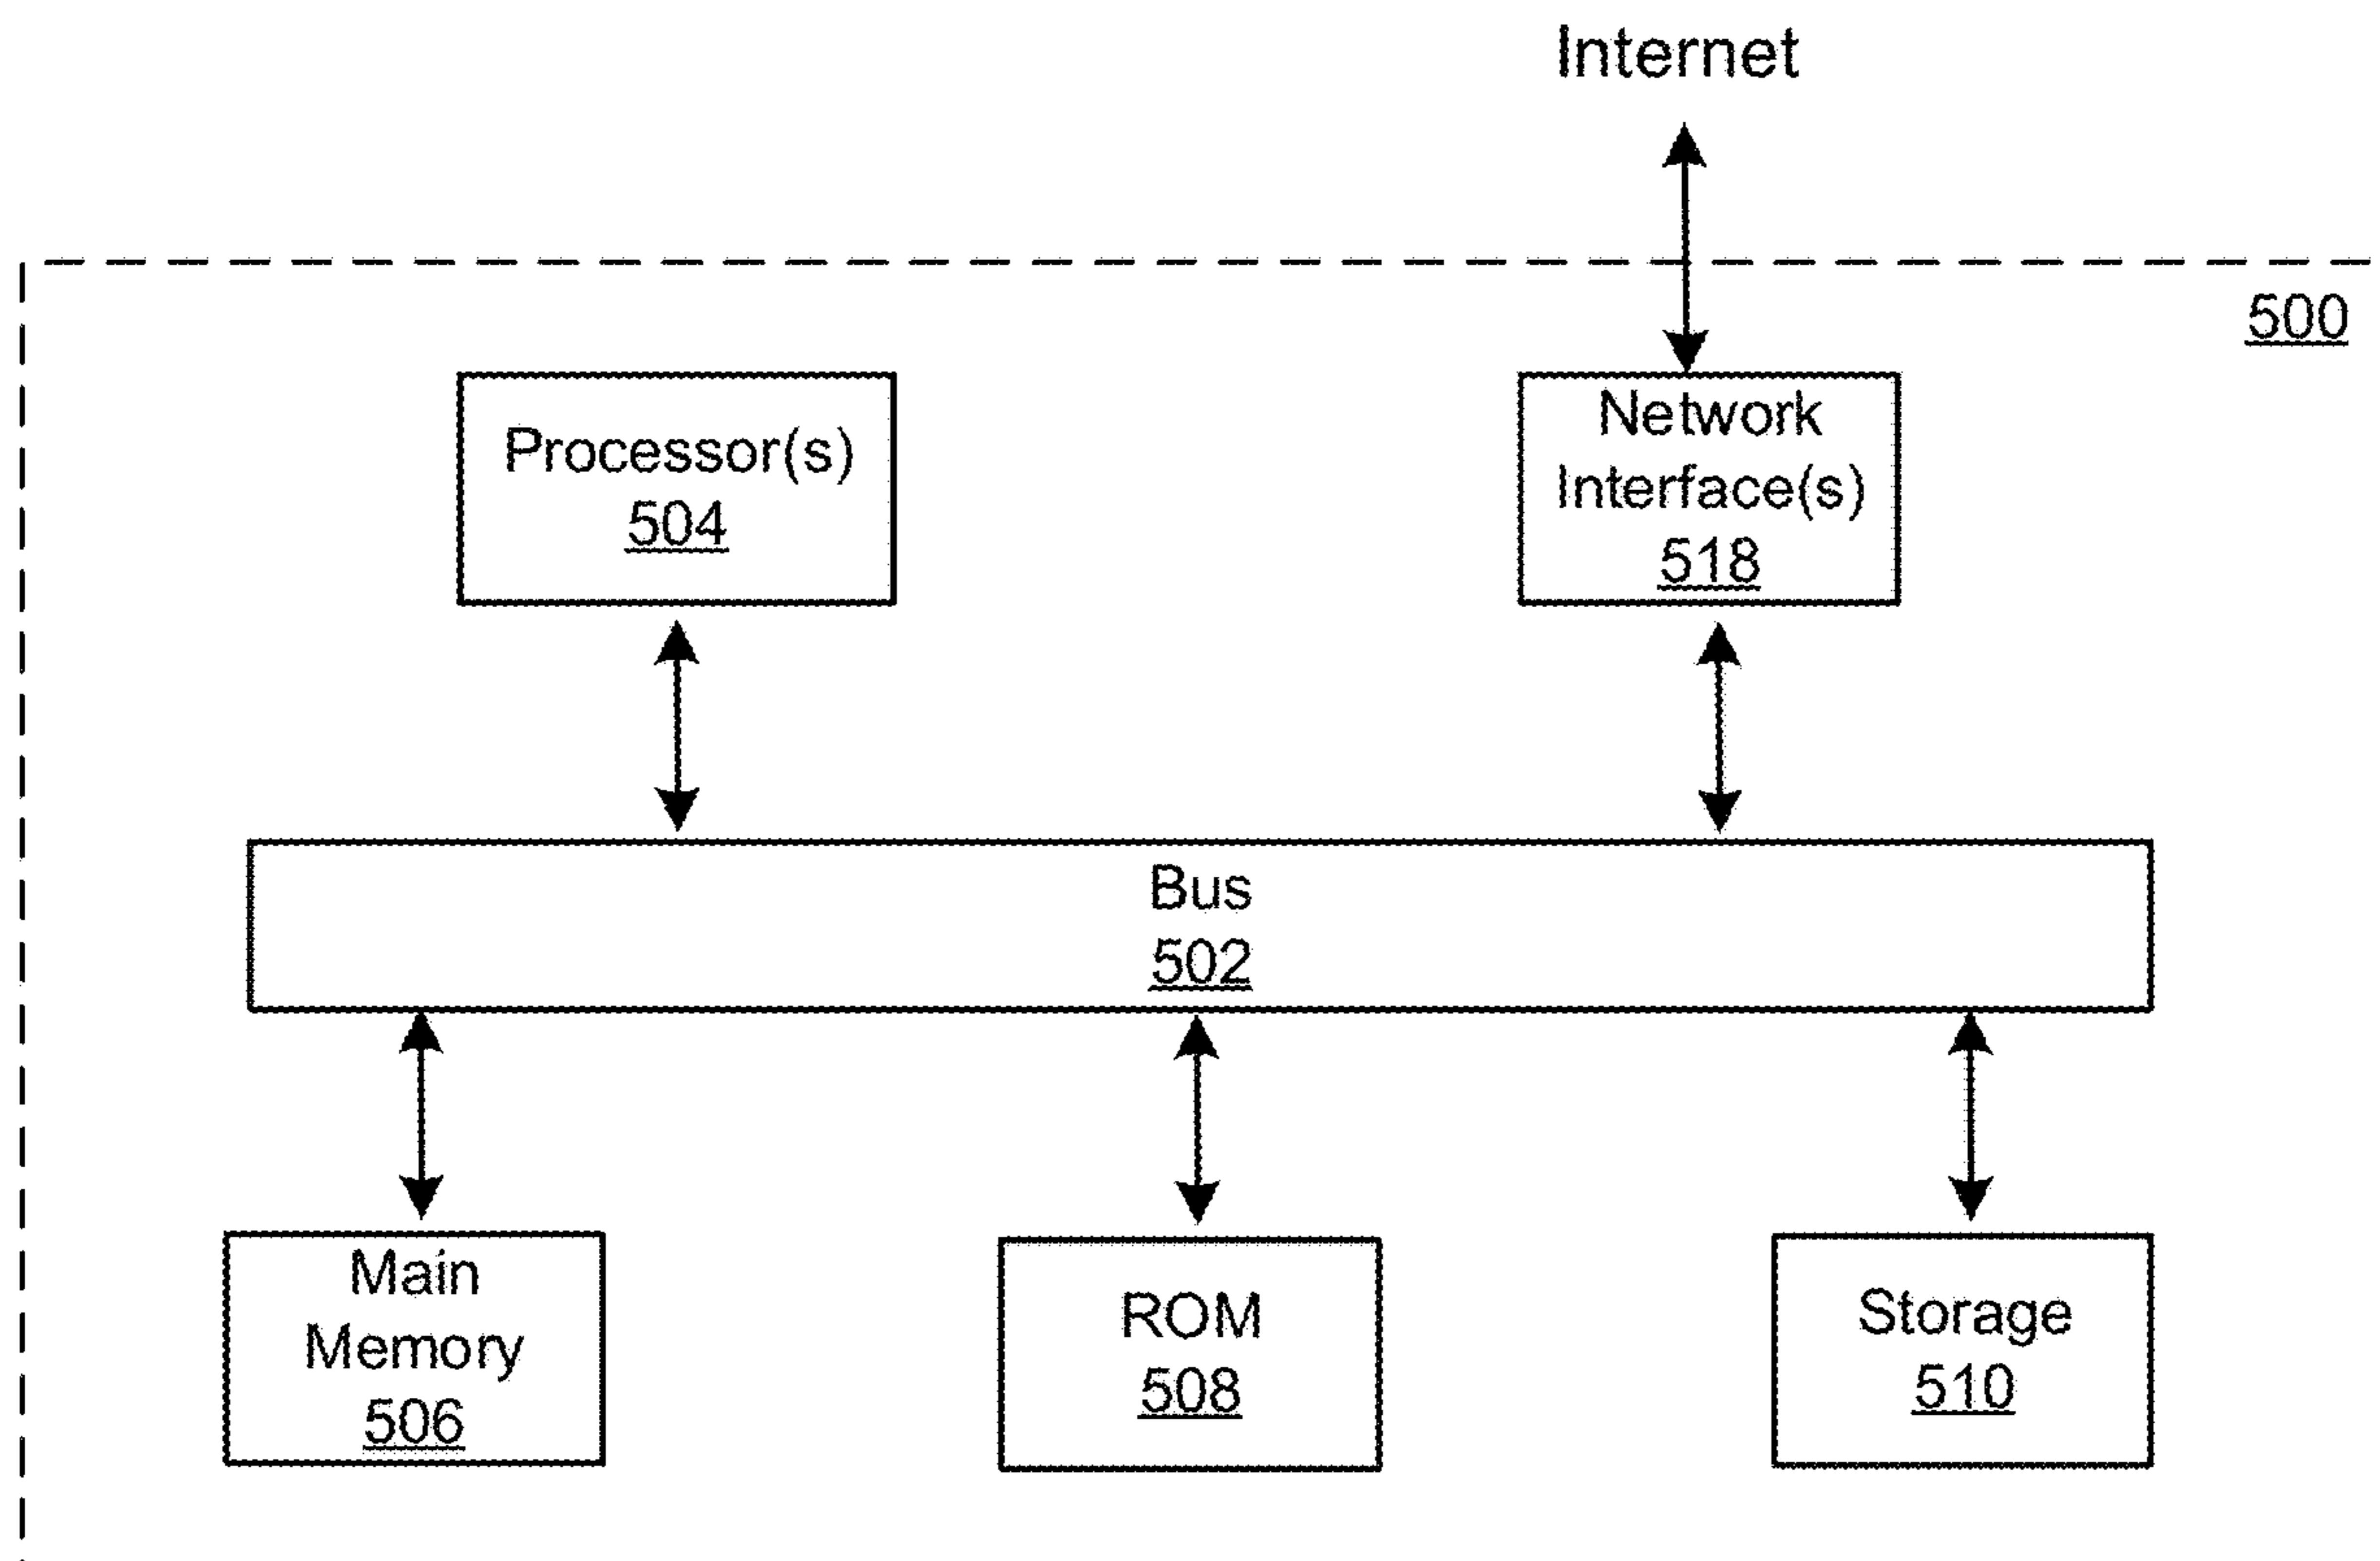 Internet
500
Processor(s)
504
Network
Interface(s)
518
Bus
502
Main
Memory
506
ROM
508
Storage
510